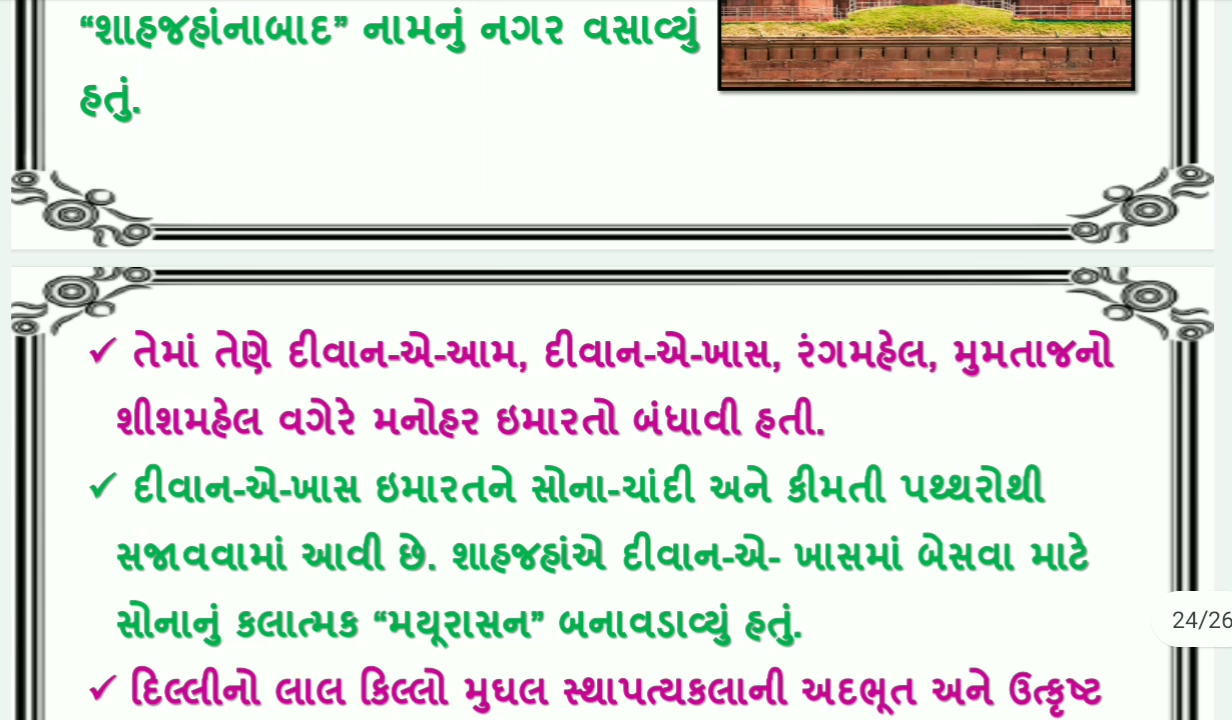 “શાહજહાંનાબાદ” નામનું નગર વસાવ્યું
હતું.
✓ તેમાં તેણે દીવાન-એ-આમ, દીવાન-એ-ખાસ, રંગમહેલ, મુમતાજનો
શીશમહેલ વગેરે મનોહર ઇમારતો બંધાવી હતી.
✓ દીવાન-એ-ખાસ ઇમારતને સોના-ચાંદી અને કીમતી પથ્થરોથી
સજાવવામાં આવી છે. શાહજહાંએ દીવાન-એ- ખાસમાં બેસવા માટે
સોનાનું કલાત્મક “મયૂરાસન” બનાવડાવ્યું હતું.
✓ દિલ્લીનો લાલ કિલ્લો મુઘલ સ્થાપત્યકલાની અદભૂત અને ઉત્કૃષ્ટ
24/26